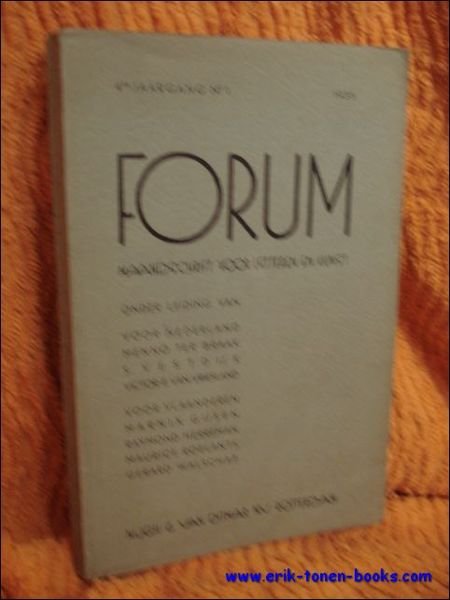 4DE JAARGANG Nº 1 1935
FORUM
MAANDSCHRIFT VOOR LETTEREN EN KUNST
ONDER LEIDING VAN
VOOR NEDERLAND
MENNO TER BRAAK
S. VESTDIJK
VICTOR E. VAN VRIESLAND
VOOR VLAANDEREN
MARNIX GIJSEN
RAYMOND HERREMAN
MAURICE ROELANTS
GERARD WALSCHAP
NIJGH & VAN DITMAR N.V. ROTTERDAM
www.erik-tonen-books.com